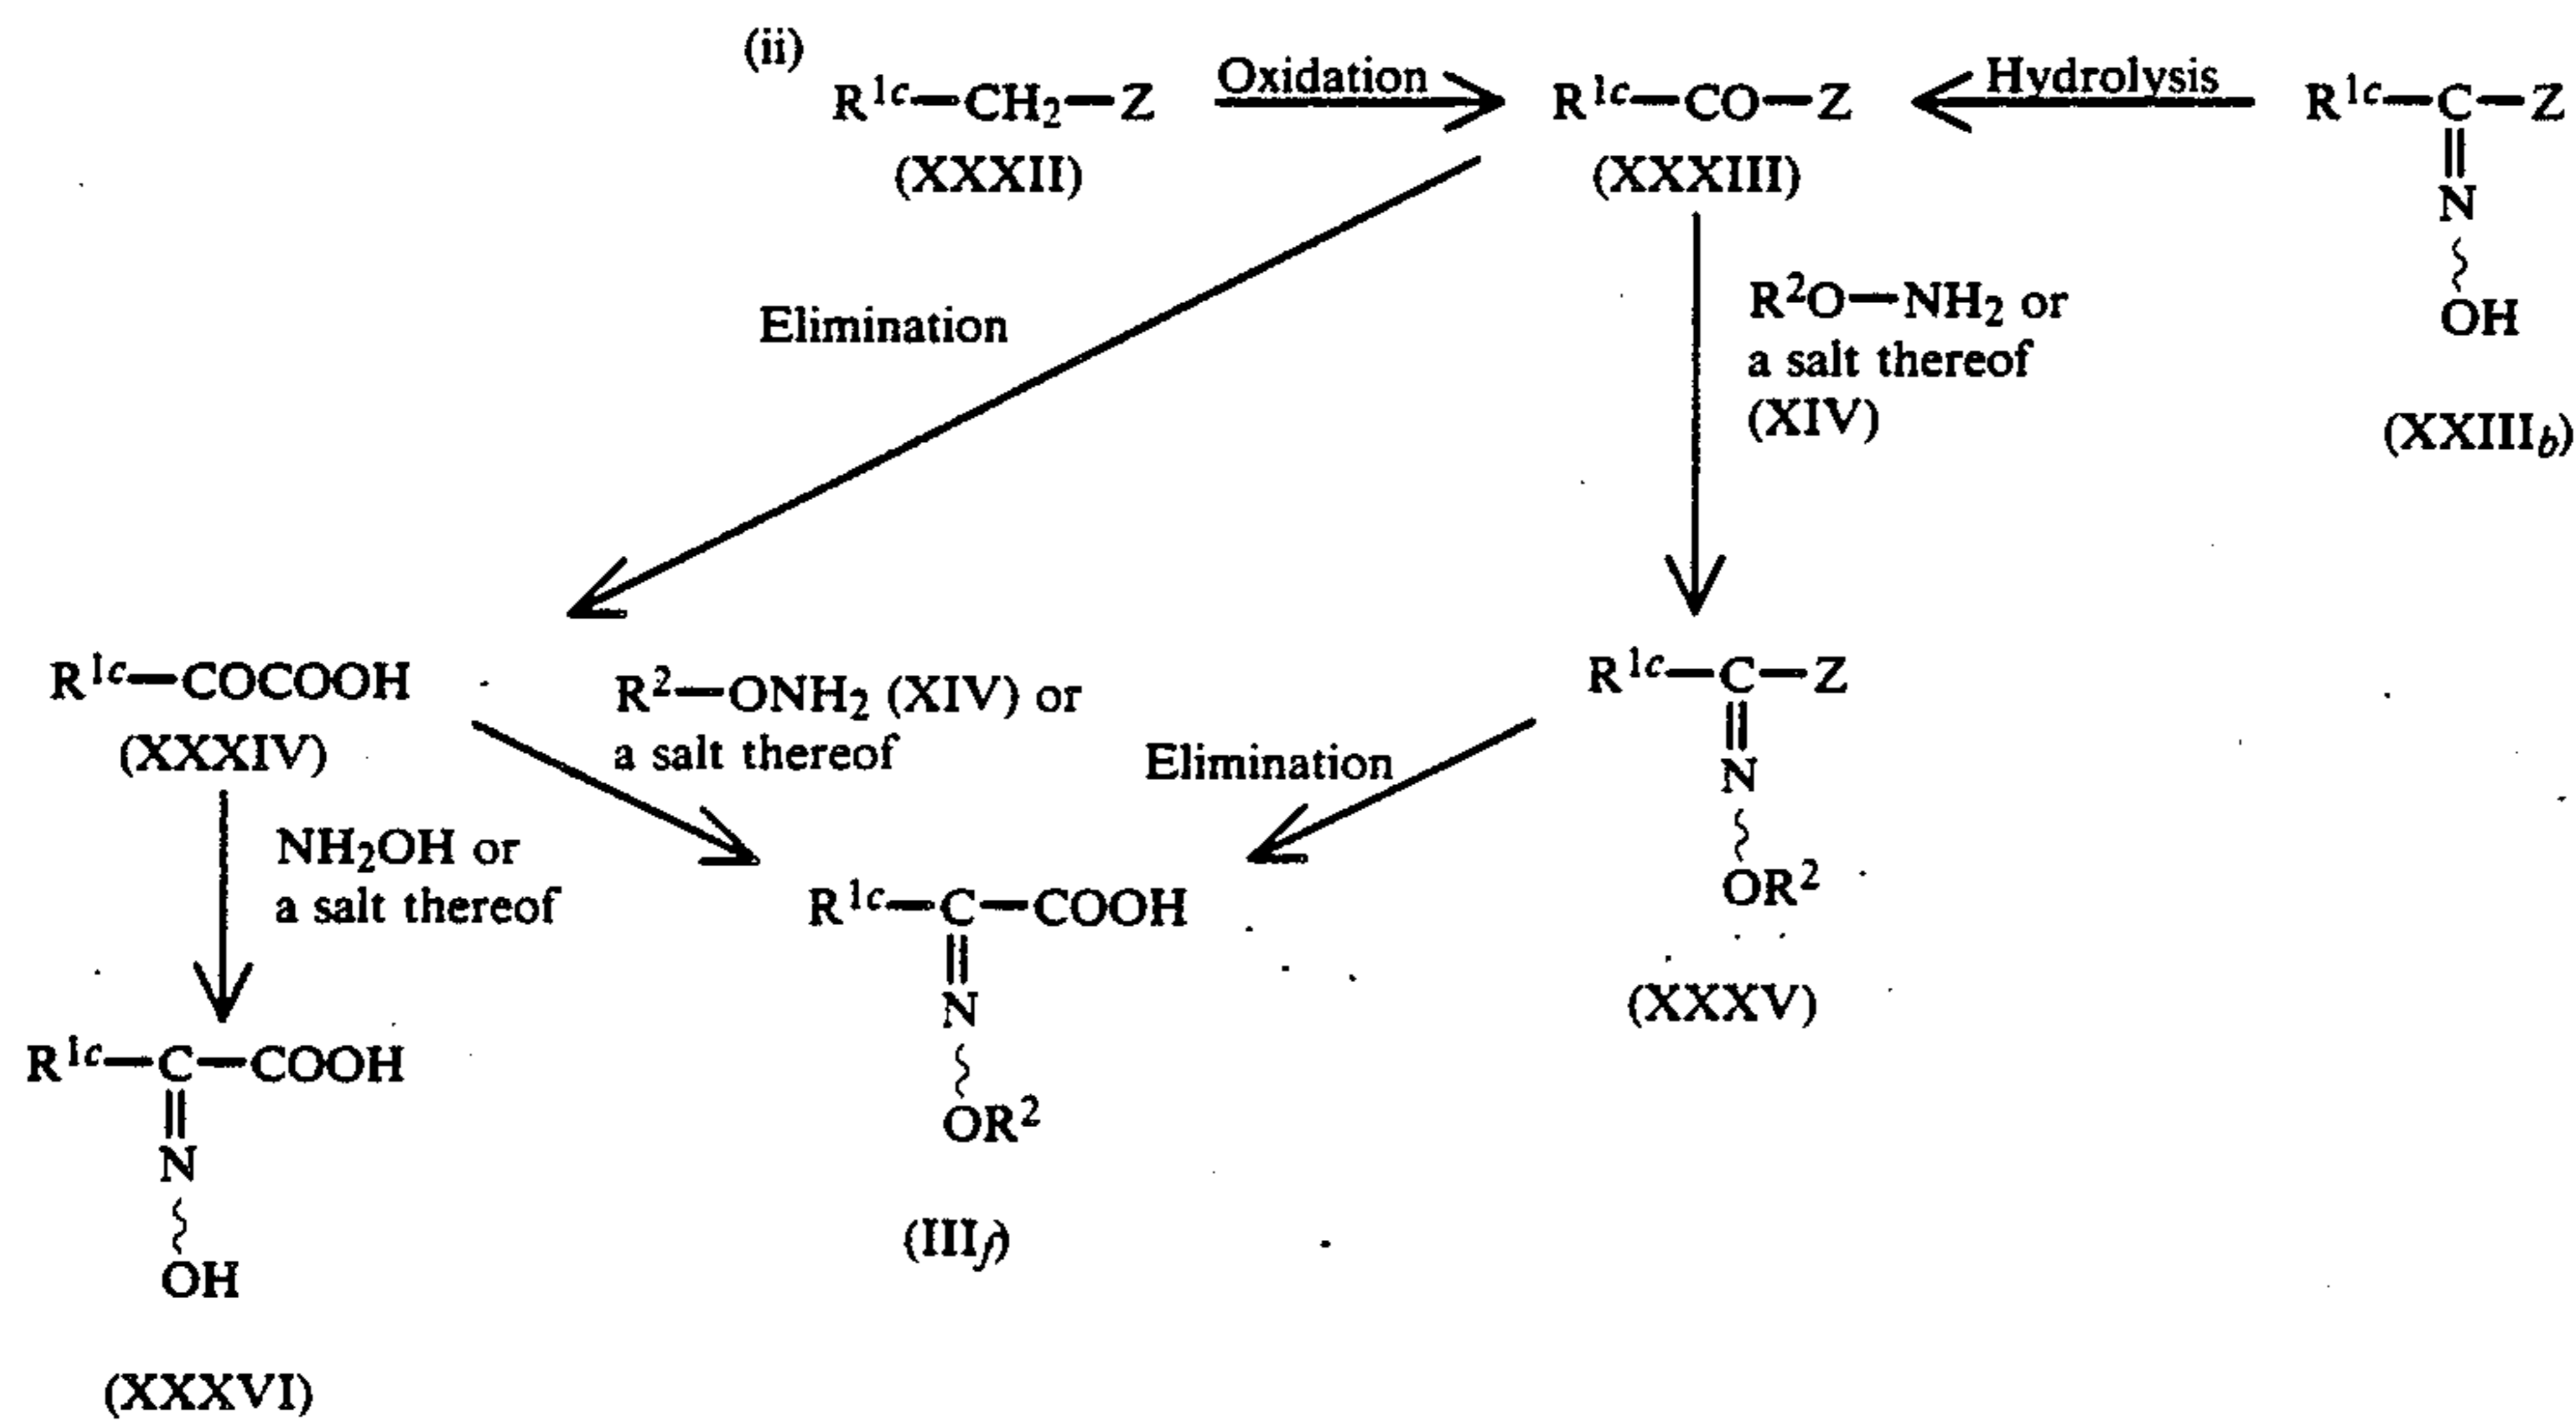 (ii)
R1c—CH2—Z
(XXXII)
Oxidation
R1c—CO—Z
(XXXIII)
Hydrolysis
R1c—C—Z
N
OH
(XXIIIb)
Elimination
R2O—NH2 or
a salt thereof
(XIV)
R1c—COCOOH
(XXXIV)
R2—ONH2 (XIV) or
a salt thereof
Elimination
R1c—C—Z
N
OR2
(XXXV)
NH2OH or
a salt thereof
R1c—C—COOH
N
OR2
(IIIf)
R1c—C—COOH
N
OH
(XXXVI)